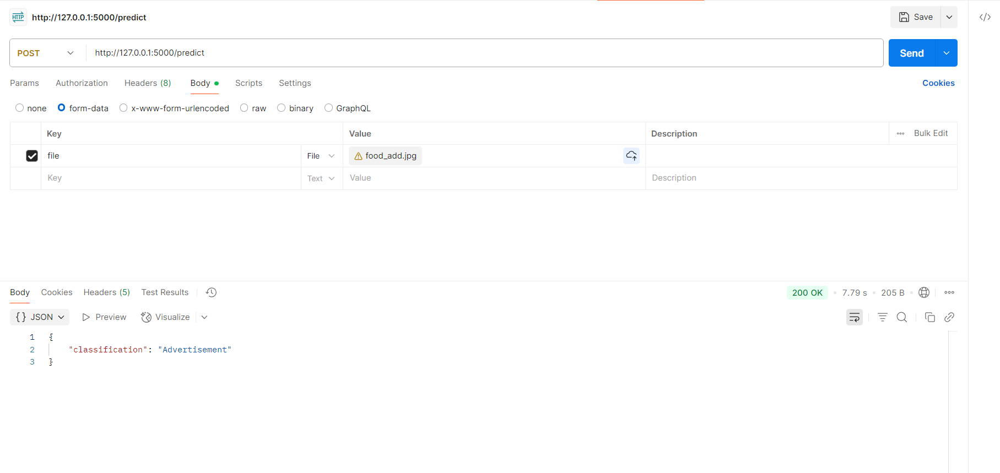 HTTP http://127.0.0.1:5000/predict Save
POST http://127.0.0.1:5000/predict Send
Params Authorization Headers (8) Body Scripts Settings Cookies
none form-data x-www-form-urlencoded raw binary GraphQL
Key Value Description Bulk Edit
file File food_add.jpg
Key Text Value Description
Body Cookies Headers (5) Test Results 200 OK 7.79 s 205 B
{} JSON Preview Visualize
1 {
2 "classification": "Advertisement"
3 }